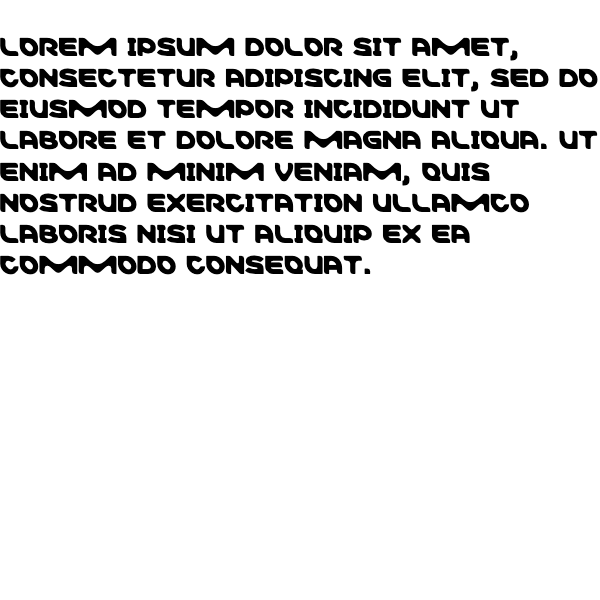 LOREM IPSUM DOLOR SIT AMET,
CONSECTETUR ADIPISCING ELIT, SED DO
EIUSMOD TEMPOR INCIDIDUNT UT
LABORE ET DOLORE MAGNA ALIQUA. UT
ENIM AD MINIM VENIAM, QUIS
NOSTRUD EXERCITATION ULLAMCO
LABORIS NISI UT ALIQUIP EX EA
COMMODO CONSEQUAT.